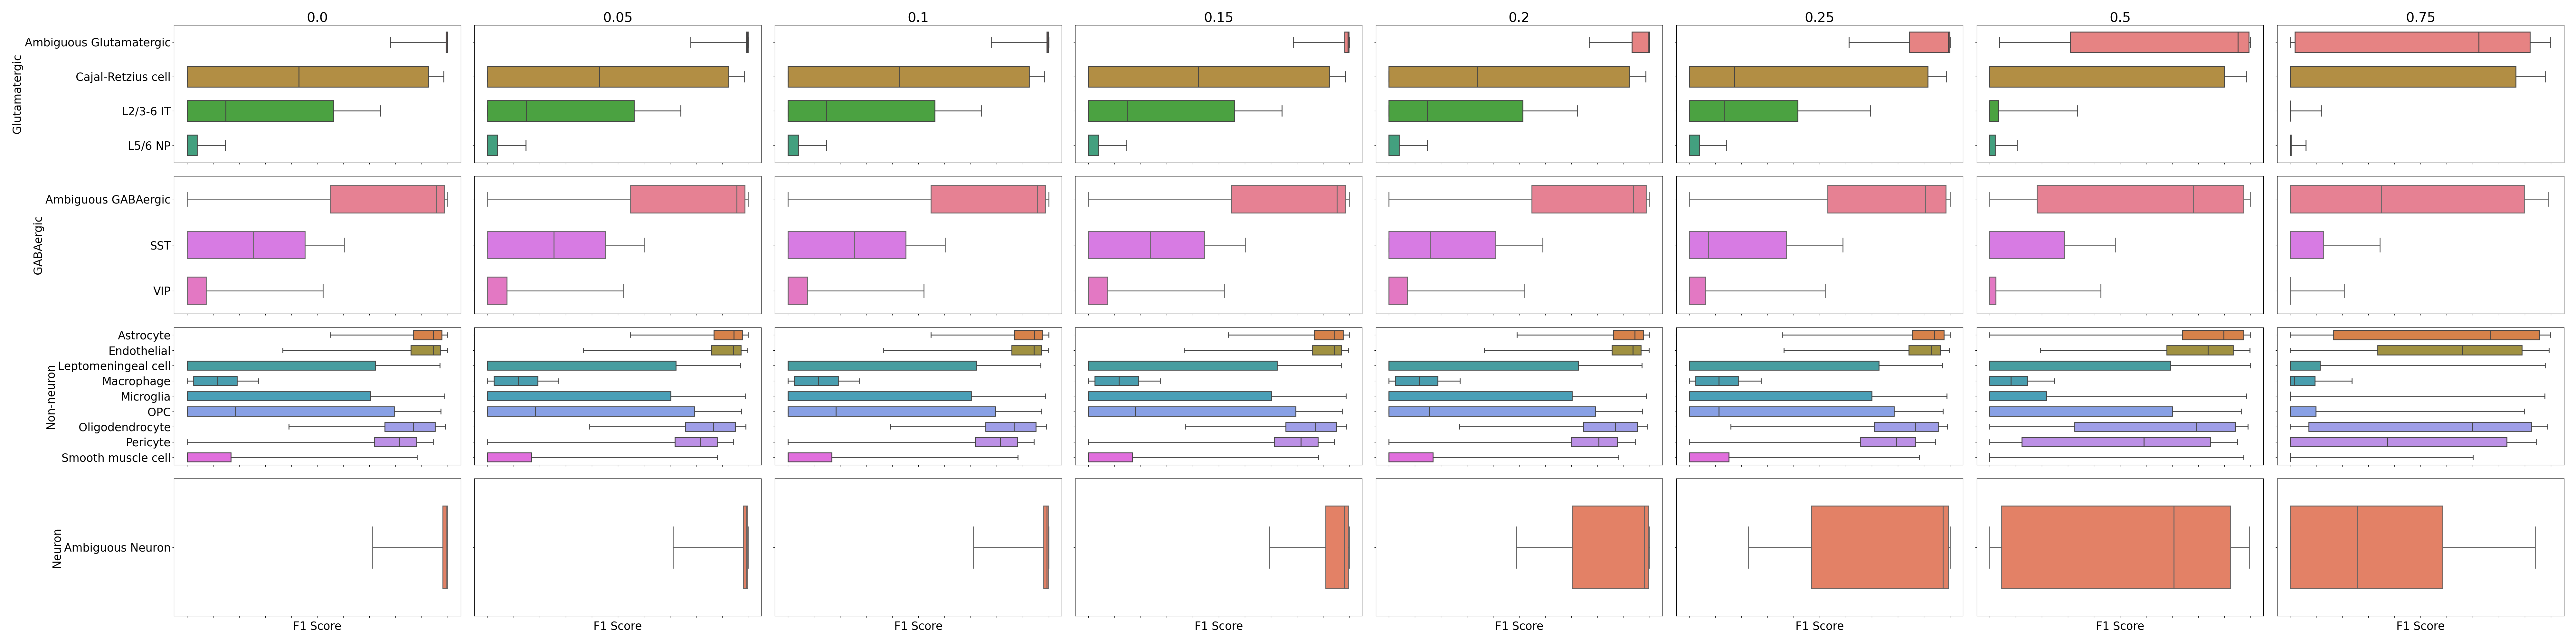 0.0 0.05 0.1 0.15 0.2 0.25 0.5 0.75
Glutamatergic
Ambiguous Glutamatergic
Cajal-Retzius cell
L2/3-6 IT
L5/6 NP
GABAergic
Ambiguous GABAergic
SST
VIP
Non-neuron
Astrocyte
Endothelial
Leptomeningeal cell
Macrophage
Microglia
OPC
Oligodendrocyte
Pericyte
Smooth muscle cell
Neuron
Ambiguous Neuron
F1 Score F1 Score F1 Score F1 Score F1 Score F1 Score F1 Score F1 Score